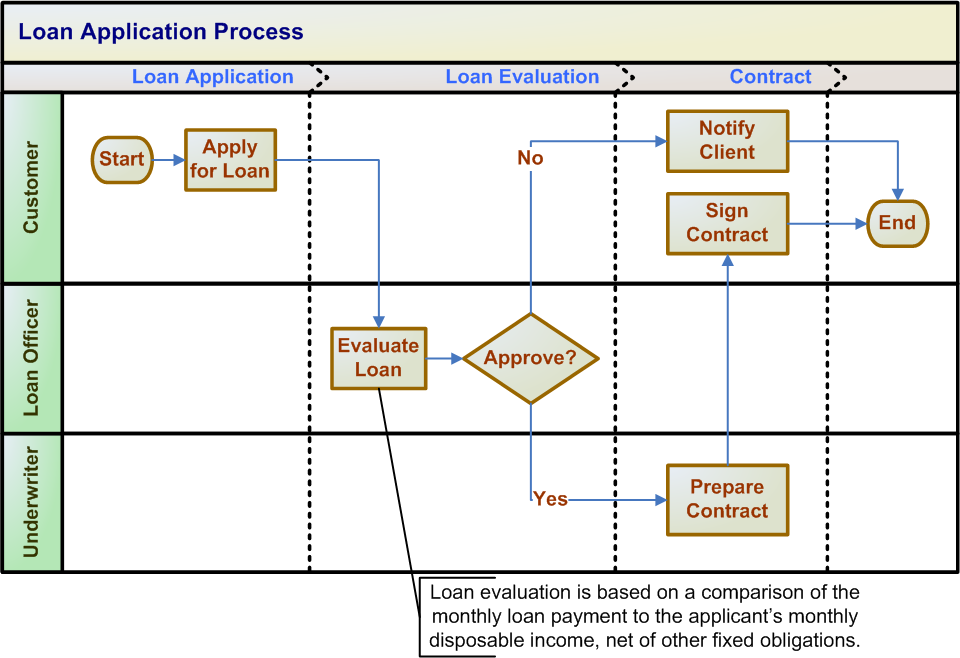 Loan Application Process
Loan Application
Loan Evaluation
Contract
Customer
Start
Apply
for Loan
No
Notify
Client
Sign
Contract
End
Loan Officer
Evaluate
Loan
Approve?
Underwriter
Yes
Prepare
Contract
Loan evaluation is based on a comparison of the
monthly loan payment to the applicant’s monthly
disposable income, net of other fixed obligations.